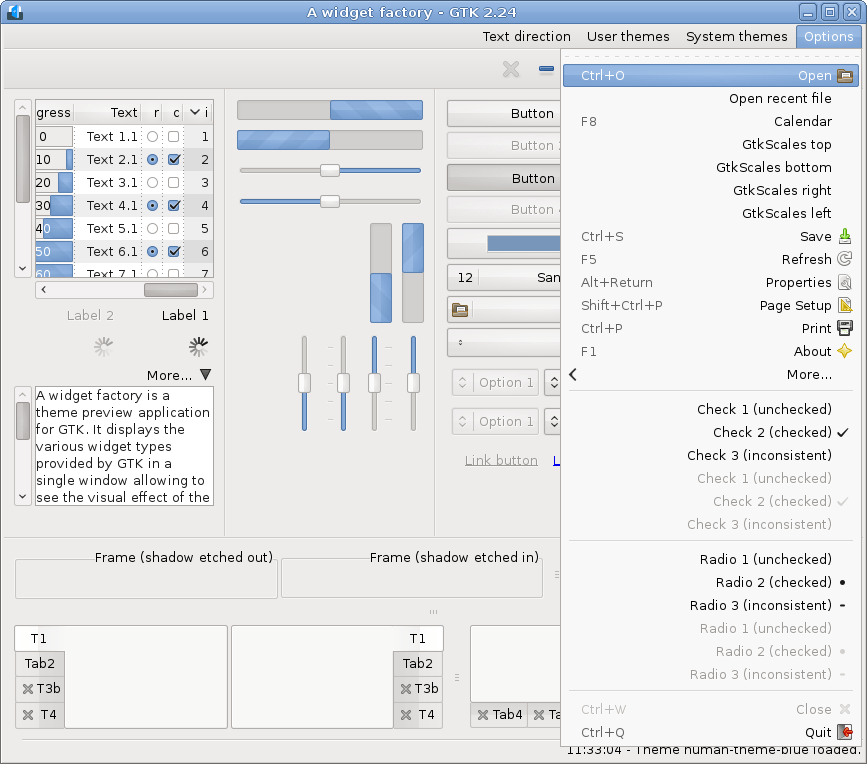 A widget factory - GTK 2.24
Text direction User themes System themes Options
gress Text r c i
0 Text 1.1 1
10 Text 2.1 2
20 Text 3.1 3
30 Text 4.1 4
40 Text 5.1 5
50 Text 6.1 6
60 Text 7.1 7
Label 2 Label 1
More...
A widget factory is a
theme preview application
for GTK. It displays the
various widget types
provided by GTK in a
single window allowing to
see the visual effect of the
Button
Button
Button
Button
12 San
Option 1
Option 1
Link button
Ctrl+O Open
Open recent file
F8 Calendar
GtkScales top
GtkScales bottom
GtkScales right
GtkScales left
Ctrl+S Save
F5 Refresh
Alt+Return Properties
Shift+Ctrl+P Page Setup
Ctrl+P Print
F1 About
More...
Check 1 (unchecked)
Check 2 (checked)
Check 3 (inconsistent)
Check 1 (unchecked)
Check 2 (checked)
Check 3 (inconsistent)
Radio 1 (unchecked)
Radio 2 (checked)
Radio 3 (inconsistent)
Radio 1 (unchecked)
Radio 2 (checked)
Radio 3 (inconsistent)
Ctrl+W Close
Ctrl+Q Quit
Frame (shadow etched out) Frame (shadow etched in)
T1
Tab2
T3b
T4
T1
Tab2
T3b
T4
Tab4 Ta
11:33:04 - Theme human-theme-blue loaded.